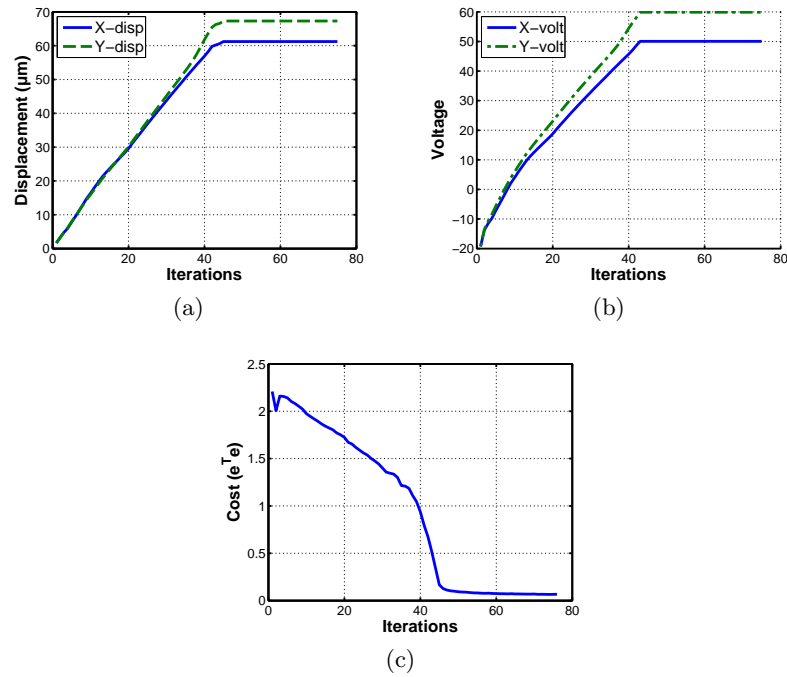 70
60
50
40
30
20
10
0
0 20 40 60 80
Displacement (μm)
Iterations
X−disp
Y−disp
(a)
60
50
40
30
20
10
0
−10
−20
0 20 40 60 80
Voltage
Iterations
X−volt
Y−volt
(b)
2.5
2
1.5
1
0.5
0
0 20 40 60 80
Cost (eᵀe)
Iterations
(c)